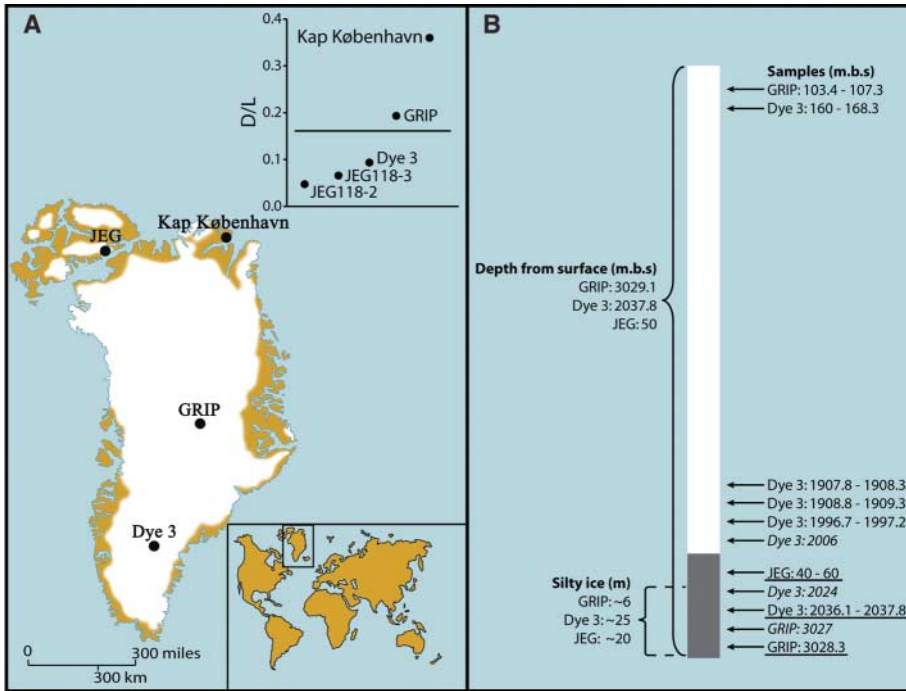 A
0.4
0.3
0.2
0.1
0.0
D/L
Kap København
GRIP
Dye 3
JEG118-3
JEG118-2
Kap København
JEG
GRIP
Dye 3
0
300 miles
300 km
B
Samples (m.b.s)
GRIP: 103.4 - 107.3
Dye 3: 160 - 168.3
Depth from surface (m.b.s)
GRIP: 3029.1
Dye 3: 2037.8
JEG: 50
Dye 3: 1907.8 - 1908.3
Dye 3: 1908.8 - 1909.3
Dye 3: 1996.7 - 1997.2
Dye 3: 2006
Silty ice (m)
GRIP: ~6
Dye 3: ~25
JEG: ~20
JEG: 40 - 60
Dye 3: 2024
Dye 3: 2036.1 - 2037.8
GRIP: 3027
GRIP: 3028.3